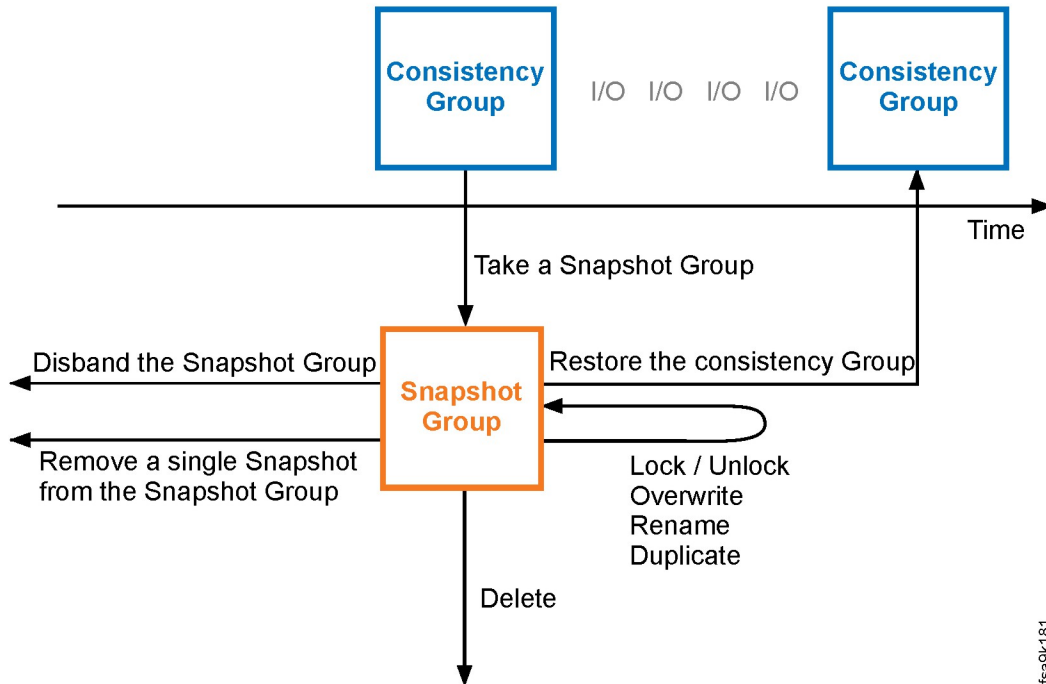 Consistency
Group
I/O I/O I/O I/O
Consistency
Group
Time
Take a Snapshot Group
Disband the Snapshot Group
Restore the consistency Group
Snapshot
Group
Remove a single Snapshot
from the Snapshot Group
Lock / Unlock
Overwrite
Rename
Duplicate
Delete
fsa9k181